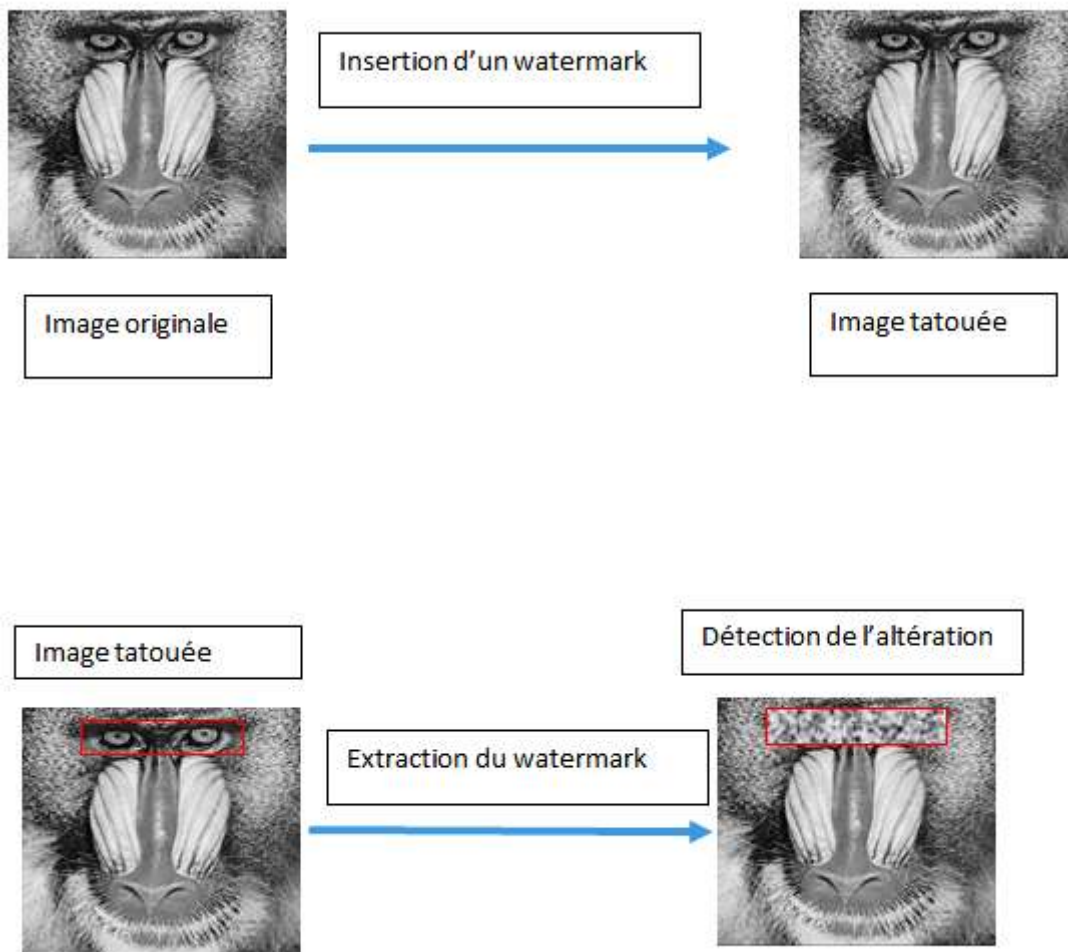 Insertion d'un watermark
Image originale
Image tatouée
Image tatouée
Détection de l'altération
Extraction du watermark